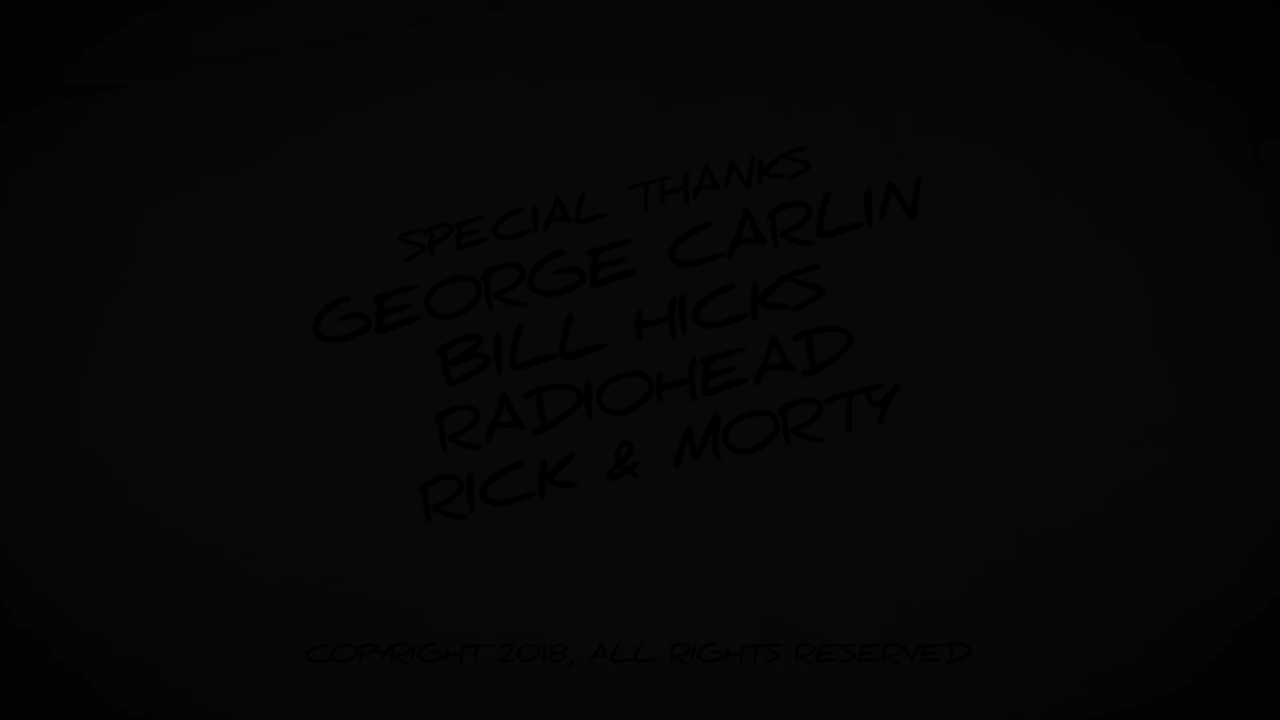 SPECIAL THANKS
GEORGE CARLIN
BILL HICKS
RADIOHEAD
RICK & MORTY
COPYRIGHT 2018, ALL RIGHTS RESERVED